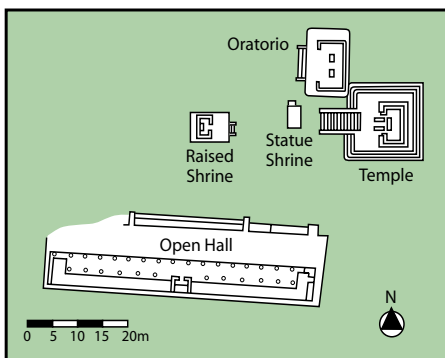 Oratorio
Raised
Shrine
Statue
Shrine
Temple
Open Hall
N
0 5 10 15 20m